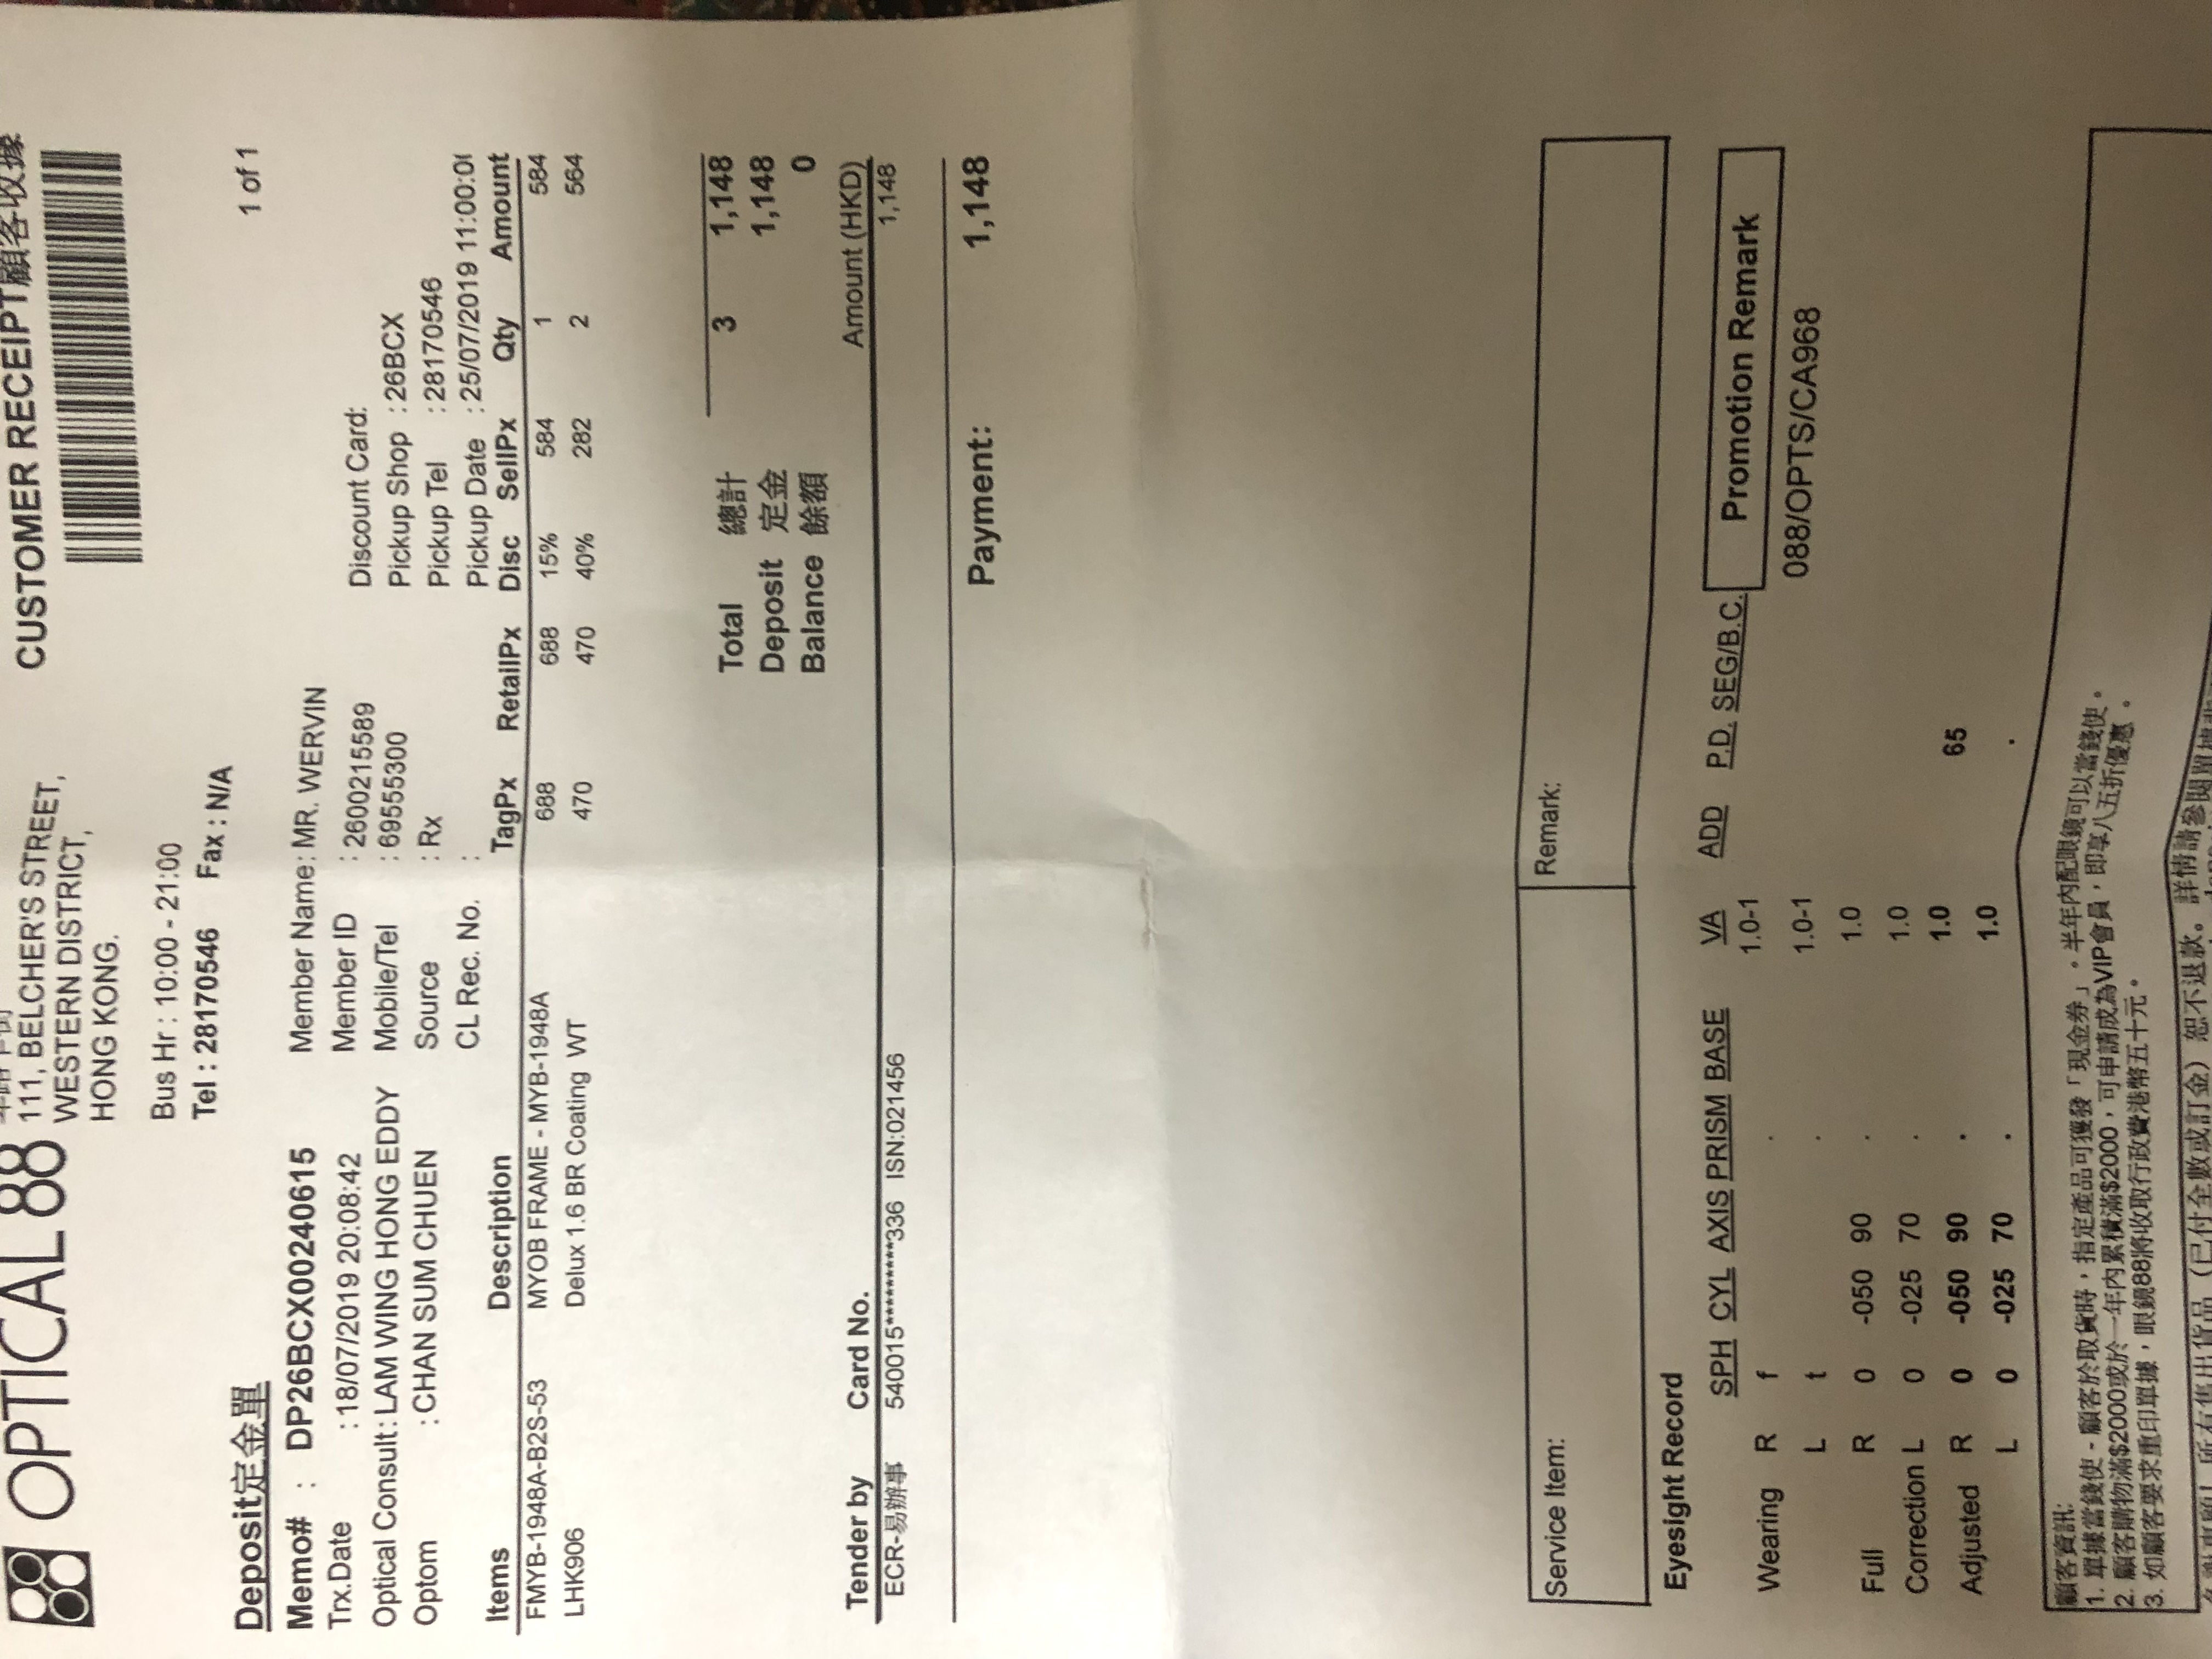 OPTICAL 88
111, BELCHER'S STREET,
WESTERN DISTRICT,
HONG KONG.
CUSTOMER RECEIPT顧客收據
Bus Hr : 10:00 - 21:00
Tel : 28170546 Fax : N/A
Deposit定金單
1 of 1
Memo# : DP26BCX00240615 Member Name: MR. WERVIN
Trx.Date : 18/07/2019 20:08:42 Member ID : 2600215589 Discount Card:
Optical Consult: LAM WING HONG EDDY Mobile/Tel : 69555300 Pickup Shop : 26BCX
Optom : CHAN SUM CHUEN Source : Rx Pickup Tel : 28170546
CL Rec. No. : Pickup Date : 25/07/2019 11:00:0
Items Description TagPx RetailPx Disc SellPx Qty Amount
FMYB-1948A-B2S-53 MYOB FRAME - MYB-1948A 688 688 15% 584 1 584
LHK906 Delux 1.6 BR Coating WT 470 470 40% 282 2 564
Total 總計 3 1,148
Deposit 定金 1,148
Balance 餘額 0
Tender by Card No. Amount (HKD)
ECR-易辦事 540015*********336 ISN:021456 1,148
Payment: 1,148
Service Item: Remark:
Eyesight Record
SPH CYL AXIS PRISM BASE VA ADD P.D. SEG/B.C. Promotion Remark
Wearing R f . 1.0-1
L t . 1.0-1 088/OPTS/CA968
Full R 0 -050 90 . 1.0
Correction L 0 -025 70 . 1.0
Adjusted R 0 -050 90 . 1.0 65
L 0 -025 70 . 1.0 .
顧客資訊:
1. 單據當錢使 - 顧客於取貨時，指定產品可獲發「現金券」。半年內配眼鏡可以當錢使。
2. 顧客購物滿$2000或於一年內累積滿$2000，可申請成為VIP會員，即享八五折優惠。
3. 如顧客要求重印單據，眼鏡88將收取行政費港幣五十元。
所有售出貨品（已付全數或訂金）恕不退款。詳情請參閱單據